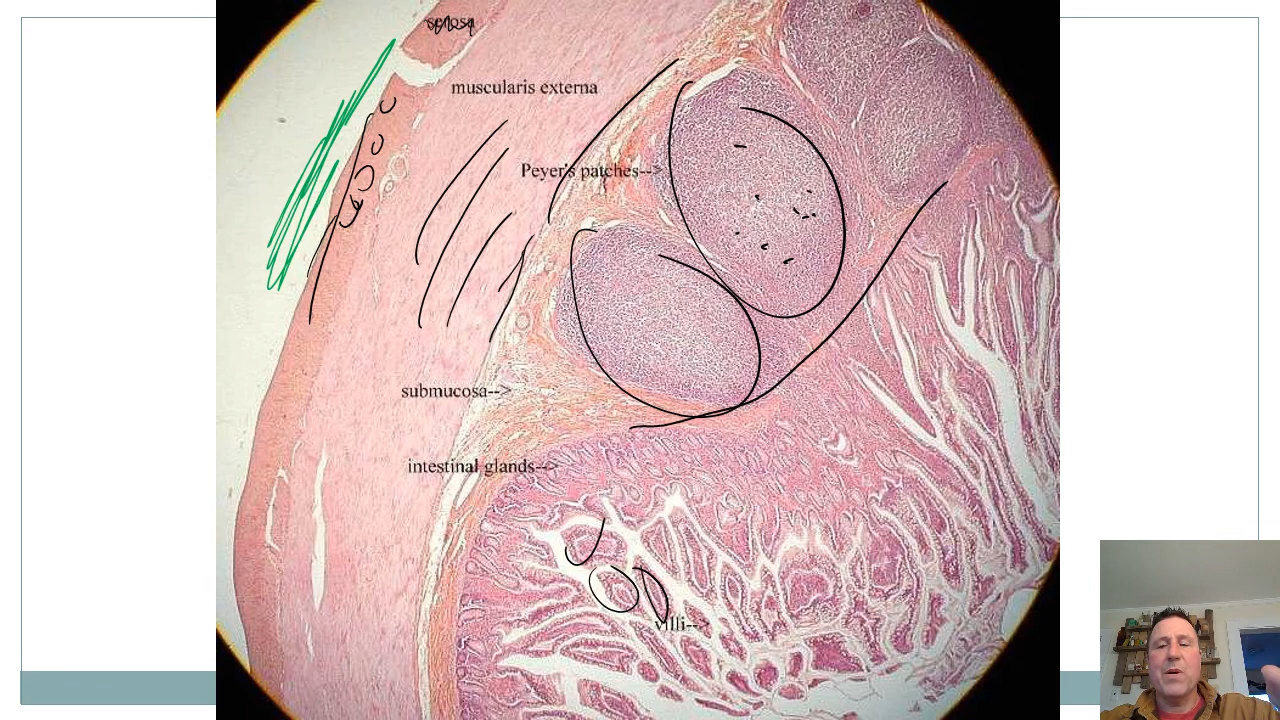 serosa
muscularis externa
Peyer's patches-->
submucosa-->
intestinal glands-->
villi-->